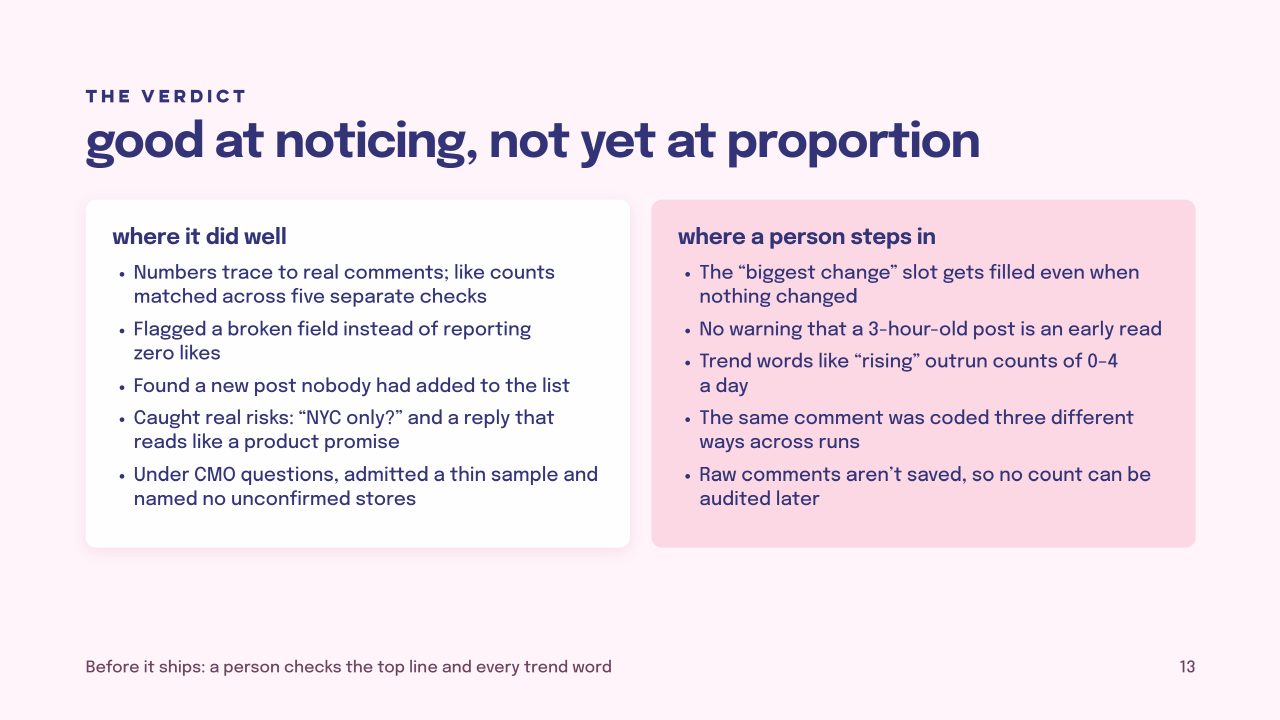 THE VERDICT
good at noticing, not yet at proportion
where it did well
• Numbers trace to real comments; like counts
matched across five separate checks
• Flagged a broken field instead of reporting
zero likes
• Found a new post nobody had added to the list
• Caught real risks: “NYC only?” and a reply that
reads like a product promise
• Under CMO questions, admitted a thin sample and
named no unconfirmed stores
where a person steps in
• The “biggest change” slot gets filled even when
nothing changed
• No warning that a 3-hour-old post is an early read
• Trend words like “rising” outrun counts of 0–4
a day
• The same comment was coded three different
ways across runs
• Raw comments aren’t saved, so no count can be
audited later
Before it ships: a person checks the top line and every trend word
13